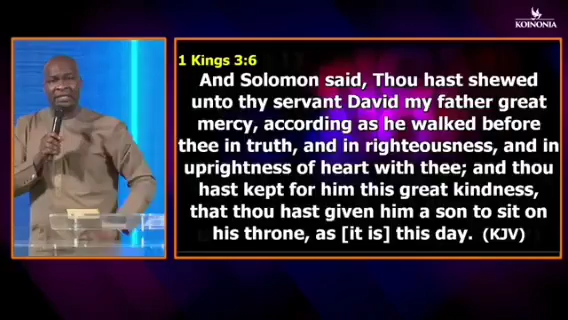 KOINONIA
1 Kings 3:6
And Solomon said, Thou hast shewed
unto thy servant David my father great
mercy, according as he walked before
thee in truth, and in righteousness, and in
uprightness of heart with thee; and thou
hast kept for him this great kindness,
that thou hast given him a son to sit on
his throne, as [it is] this day. (KJV)